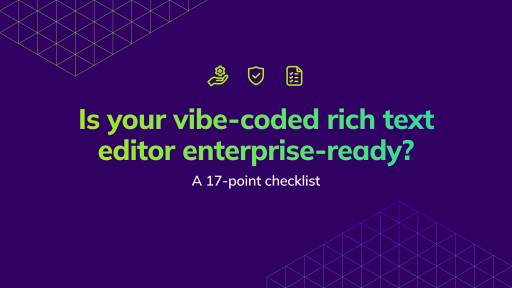 Is your vibe-coded rich text
editor enterprise-ready?
A 17-point checklist